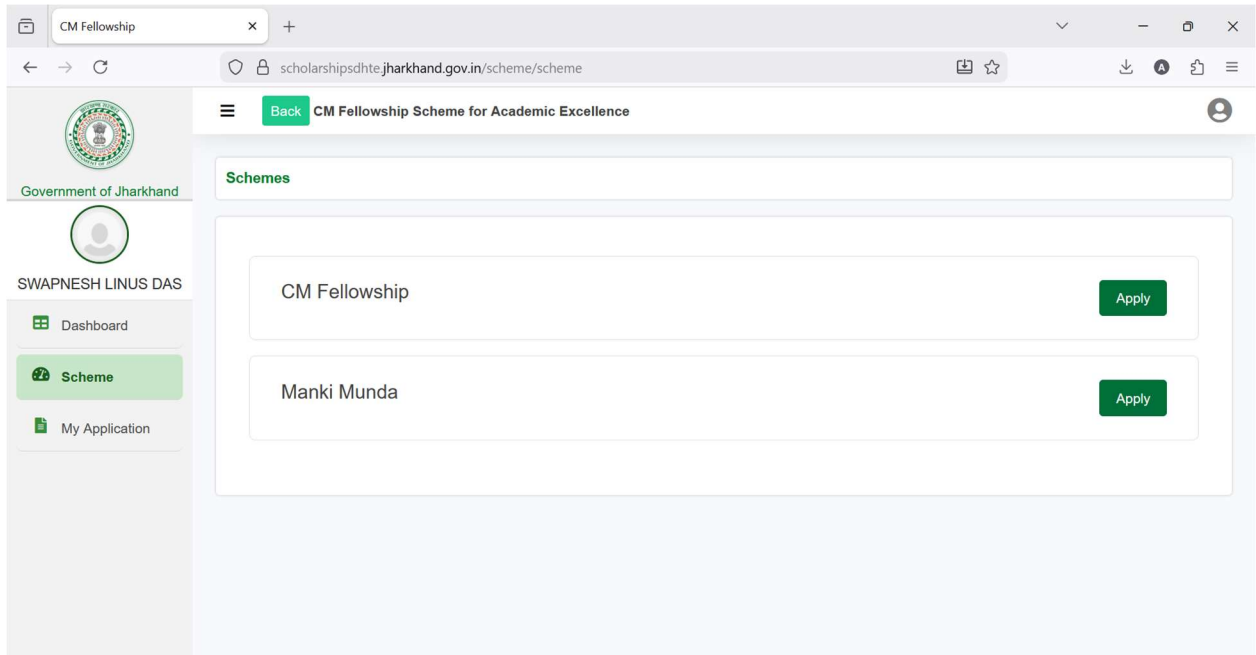 CM Fellowship
scholarshipsdhte.jharkhand.gov.in/scheme/scheme
A
Back CM Fellowship Scheme for Academic Excellence
Government of Jharkhand
SWAPNESH LINUS DAS
Dashboard
Scheme
My Application
Schemes
CM Fellowship
Apply
Manki Munda
Apply